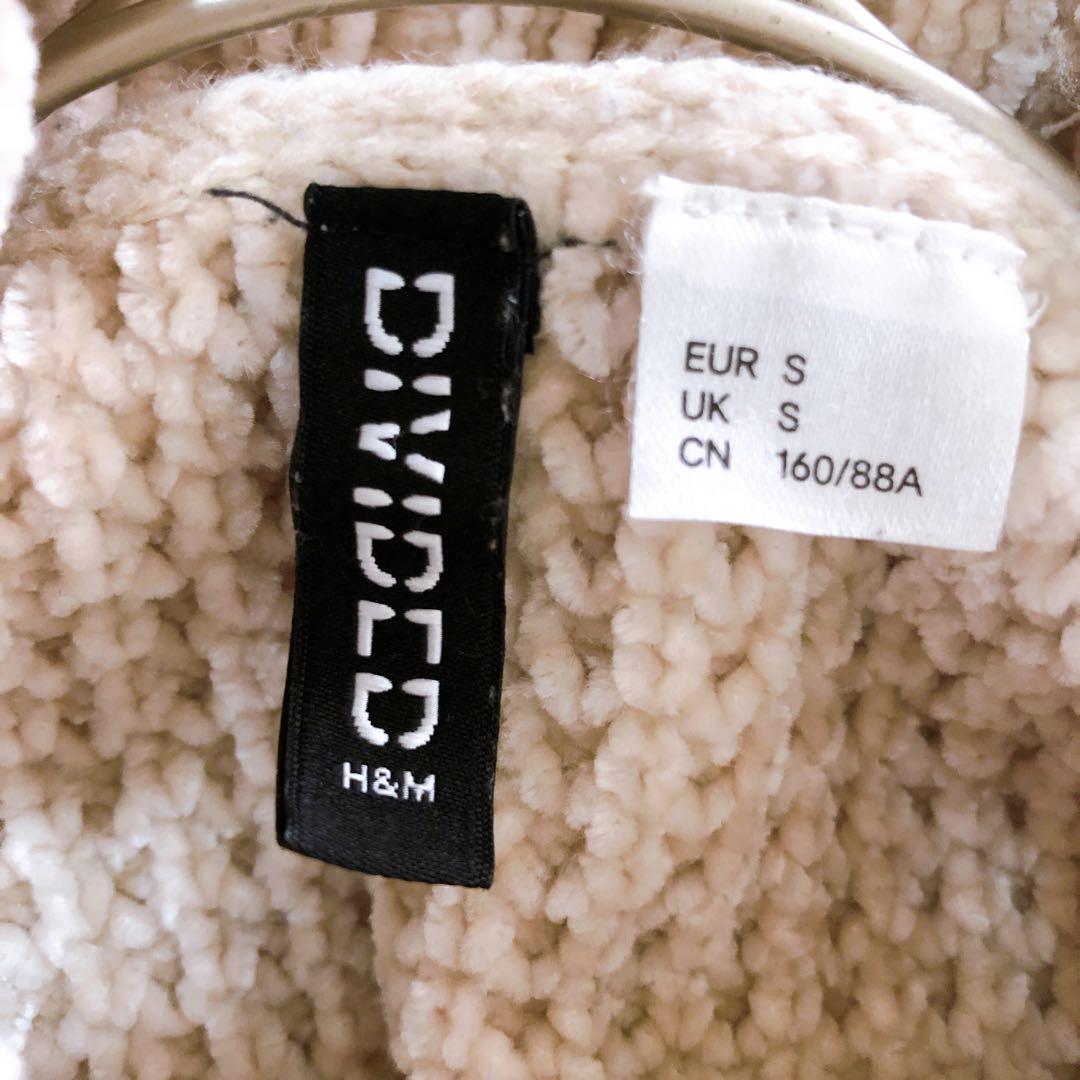 DIVIDED
H&M
EUR S
UK S
CN 160/88A